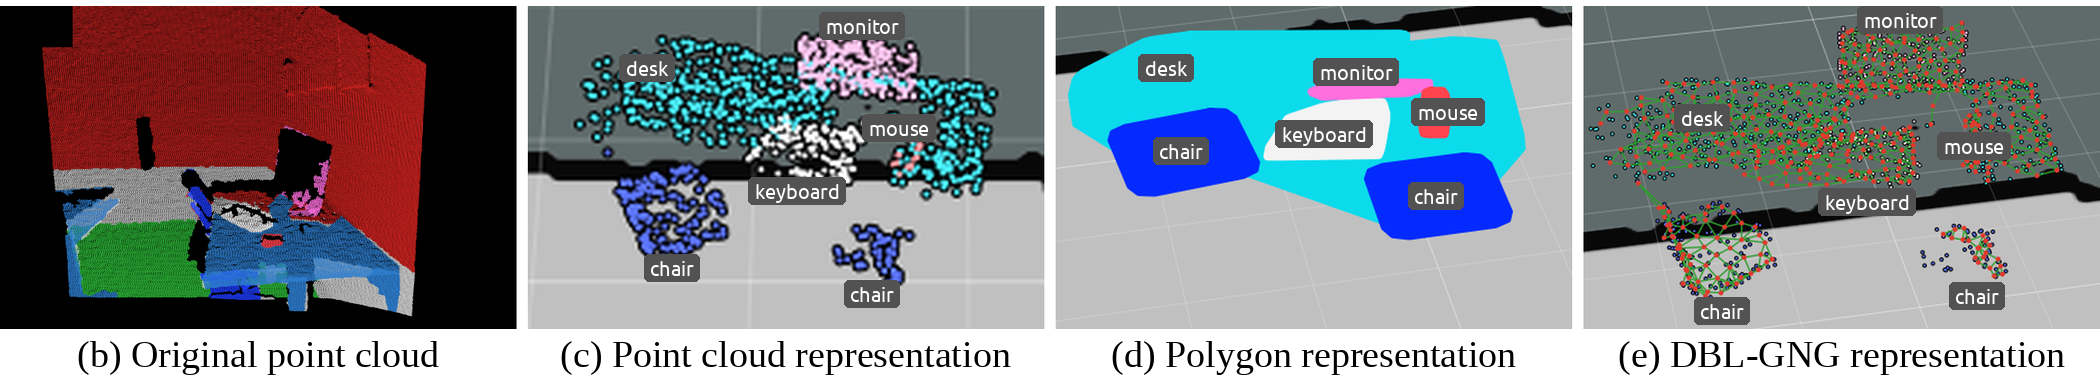 monitor
desk
mouse
keyboard
chair
chair
desk
monitor
mouse
keyboard
chair
chair
monitor
desk
mouse
keyboard
chair
chair
(b) Original point cloud
(c) Point cloud representation
(d) Polygon representation
(e) DBL-GNG representation